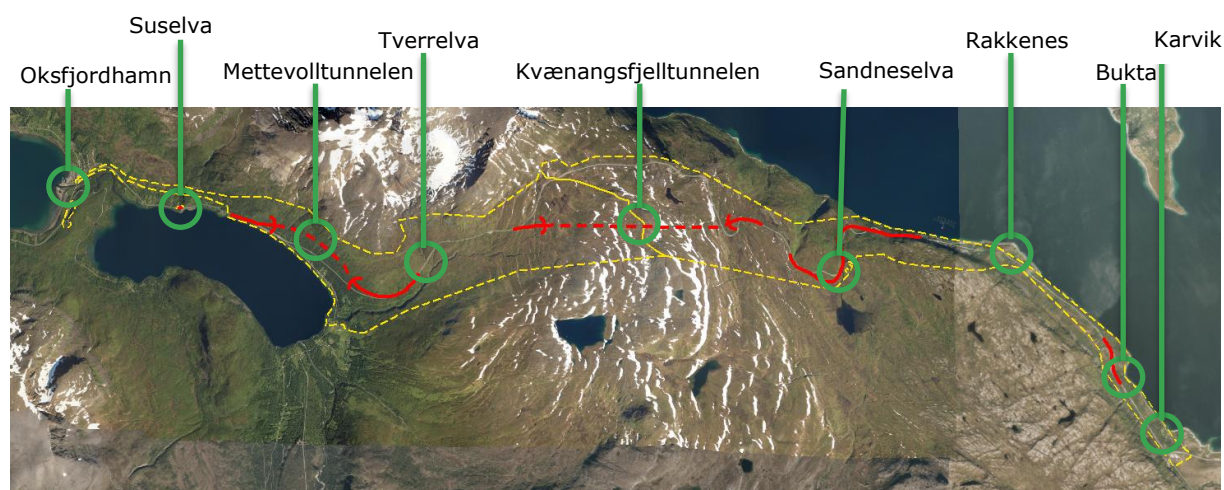 Suselva
Tverrelva
Rakkenes
Karvik
Oksfjordhamn
Mettevolltunnelen
Kvænangsfjelltunnelen
Sandneselva
Bukta